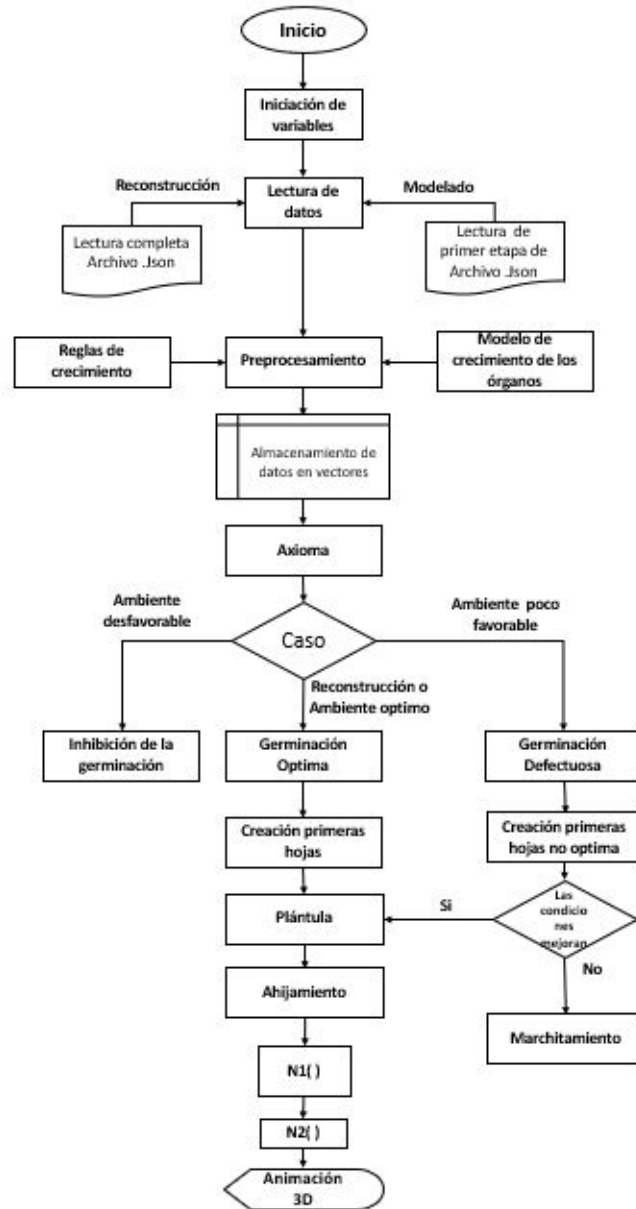 Inicio
Iniciación de
variables
Reconstrucción
Lectura de
datos
Modelado
Lectura completa
Archivo .Json
Lectura de
primer etapa de
Archivo .Json
Reglas de
crecimiento
Preprocesamiento
Modelo de
crecimiento de los
órganos
Almacenamiento de
datos en vectores
Axioma
Ambiente
desfavorable
Caso
Ambiente poco
favorable
Reconstrucción o
Ambiente optimo
Inhibición de la
germinación
Germinación
Optima
Germinación
Defectuosa
Creación primeras
hojas
Creación primeras
hojas no optima
Plántula
Si
Las
condicio
nes
mejoran
No
Ahijamiento
Marchitamiento
N1( )
N2( )
Animación
3D